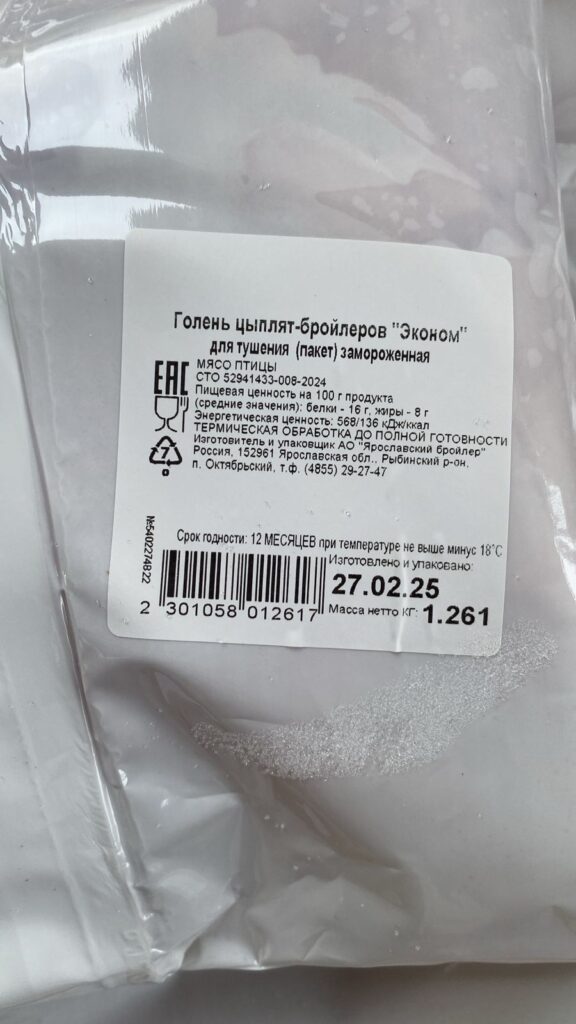 Голень цыплят-бройлеров "Эконом"
для тушения (пакет) замороженная
EAC
МЯСО ПТИЦЫ
СТО 52941433-008-2024
Пищевая ценность на 100 г продукта
(средние значения): белки - 16 г, жиры - 8 г
Энергетическая ценность: 568/136 кДж/ккал
ТЕРМИЧЕСКАЯ ОБРАБОТКА ДО ПОЛНОЙ ГОТОВНОСТИ
Изготовитель и упаковщик АО "Ярославский бройлер"
Россия, 152961 Ярославская обл., Рыбинский р-он,
п. Октябрьский, т.ф. (4855) 29-27-47
7
№5402274В22
Срок годности: 12 МЕСЯЦЕВ при температуре не выше минус 18°С
Изготовлено и упаковано:
27.02.25
2 301058 012617
Масса нетто КГ: 1.261